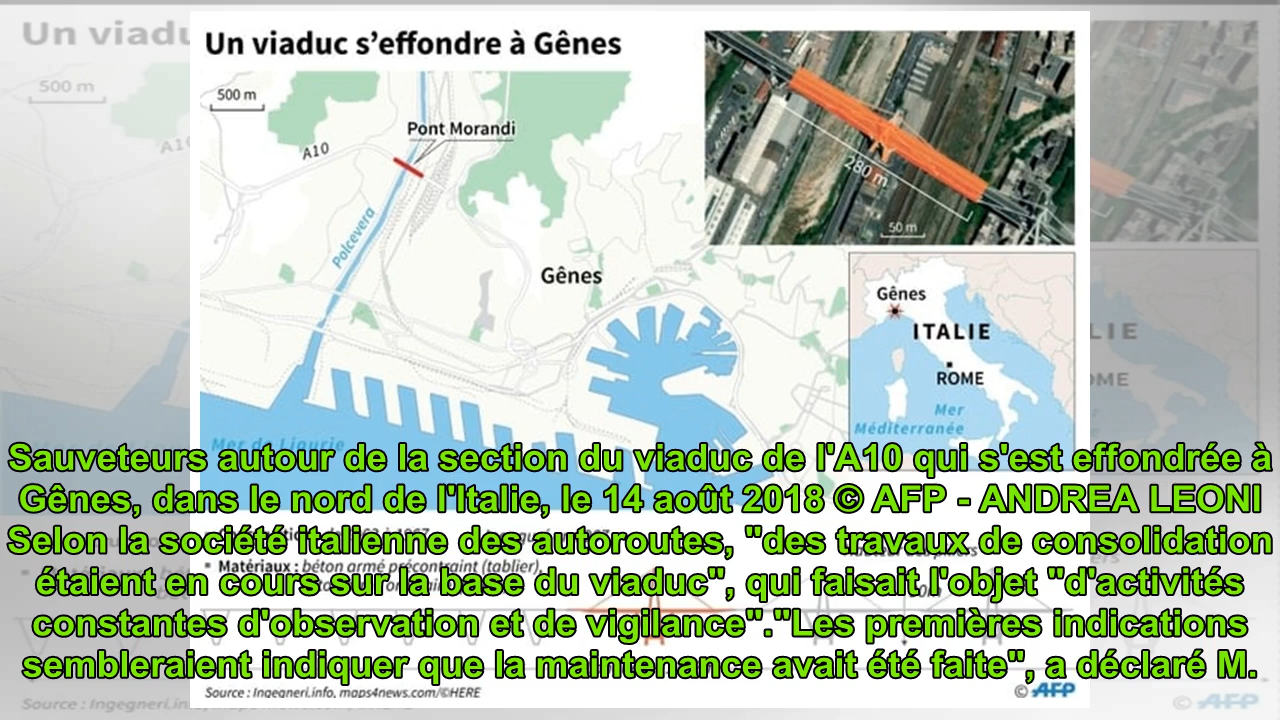 Un viaduc s'effondre à Gênes
500 m
Pont Morandi
A10
Polcevera
Gênes
280 m
50 m
Gênes
ITALIE
ROME
Mer
Méditerranée
Mer de Ligurie
Sauveteurs autour de la section du viaduc de l'A10 qui s'est effondrée à
Gênes, dans le nord de l'Italie, le 14 août 2018 © AFP - ANDREA LEONI
Selon la société italienne des autoroutes, "des travaux de consolidation
étaient en cours sur la base du viaduc", qui faisait l'objet "d'activités
constantes d'observation et de vigilance"."Les premières indications
sembleraient indiquer que la maintenance avait été faite", a déclaré M.
Matériaux : béton armé précontraint (tablier),
Source : Ingegneri.info, maps4news.com/©HERE
© AFP